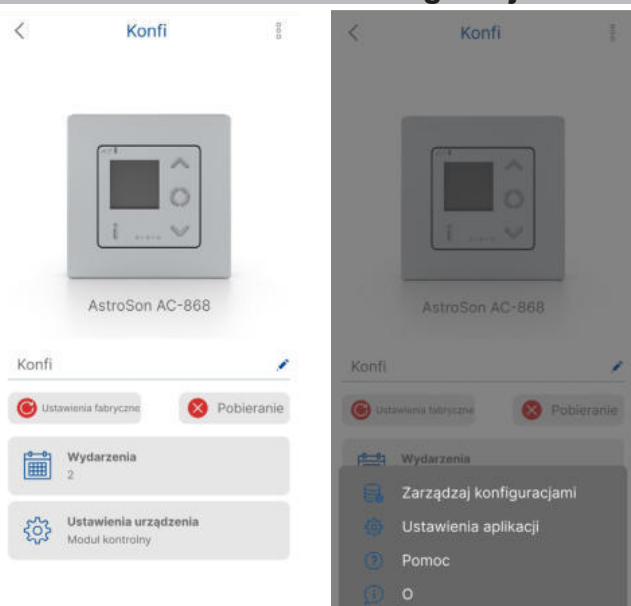 Konfi
AstroSon AC-868
Konfi
Ustawienia fabryczne
Pobieranie
Wydarzenia
2
Ustawienia urządzenia
Moduł kontrolny
Konfi
AstroSon AC-868
Konfi
Ustawienia fabryczne
Pobieranie
Wydarzenia
Zarządzaj konfiguracjami
Ustawienia aplikacji
Pomoc
O